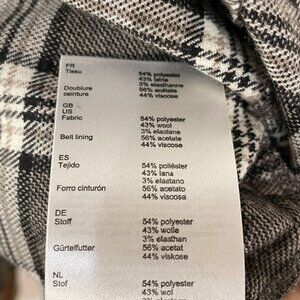 FR
Tissu 54% polyester
43% laine
3% elasthanne
Doublure 56% acetate
ceinture 44% viscose
GB
US
Fabric 54% polyester
43% wool
3% elastane
Belt lining 56% acetate
44% viscose
ES
Tejido 54% poliéster
43% lana
3% elastano
Forro cinturón 56% acetato
44% viscosa
DE
Stoff 54% polyester
43% wolle
3% elasthan
Gürtelfutter 56% acetat
44% viskose
NL
Stof 54% polyester
43% wol